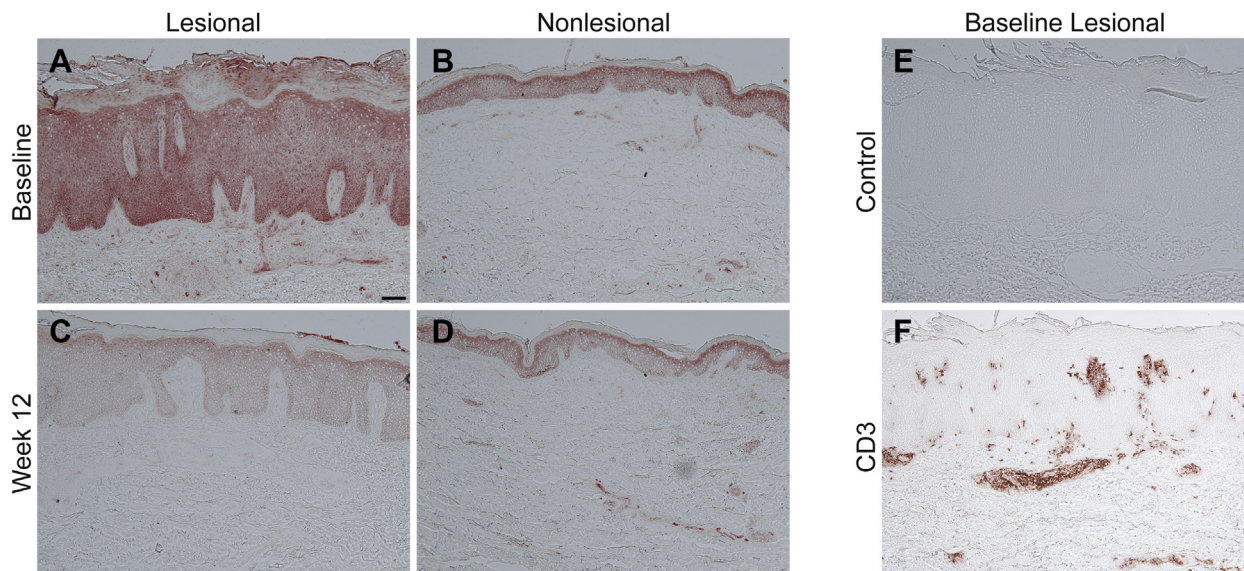 Lesional
Nonlesional
Baseline Lesional
Baseline
A
B
Control
E
Week 12
C
D
CD3
F